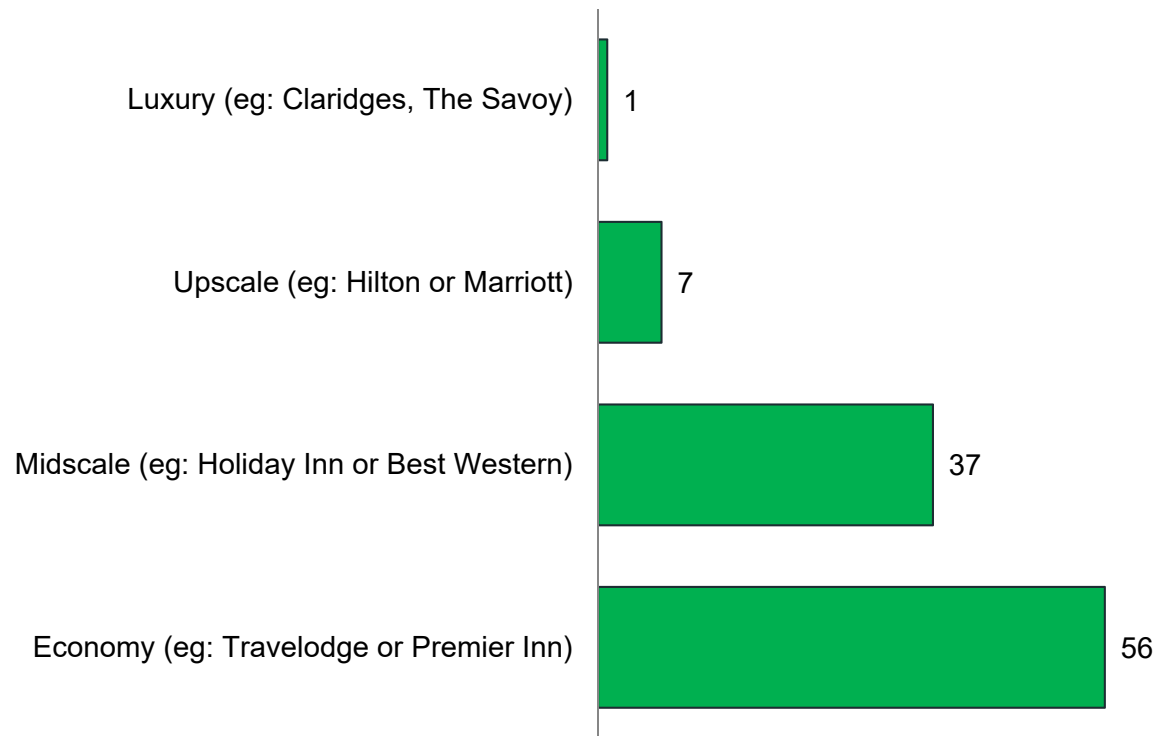 Luxury (eg: Claridges, The Savoy) 1
Upscale (eg: Hilton or Marriott) 7
Midscale (eg: Holiday Inn or Best Western) 37
Economy (eg: Travelodge or Premier Inn) 56